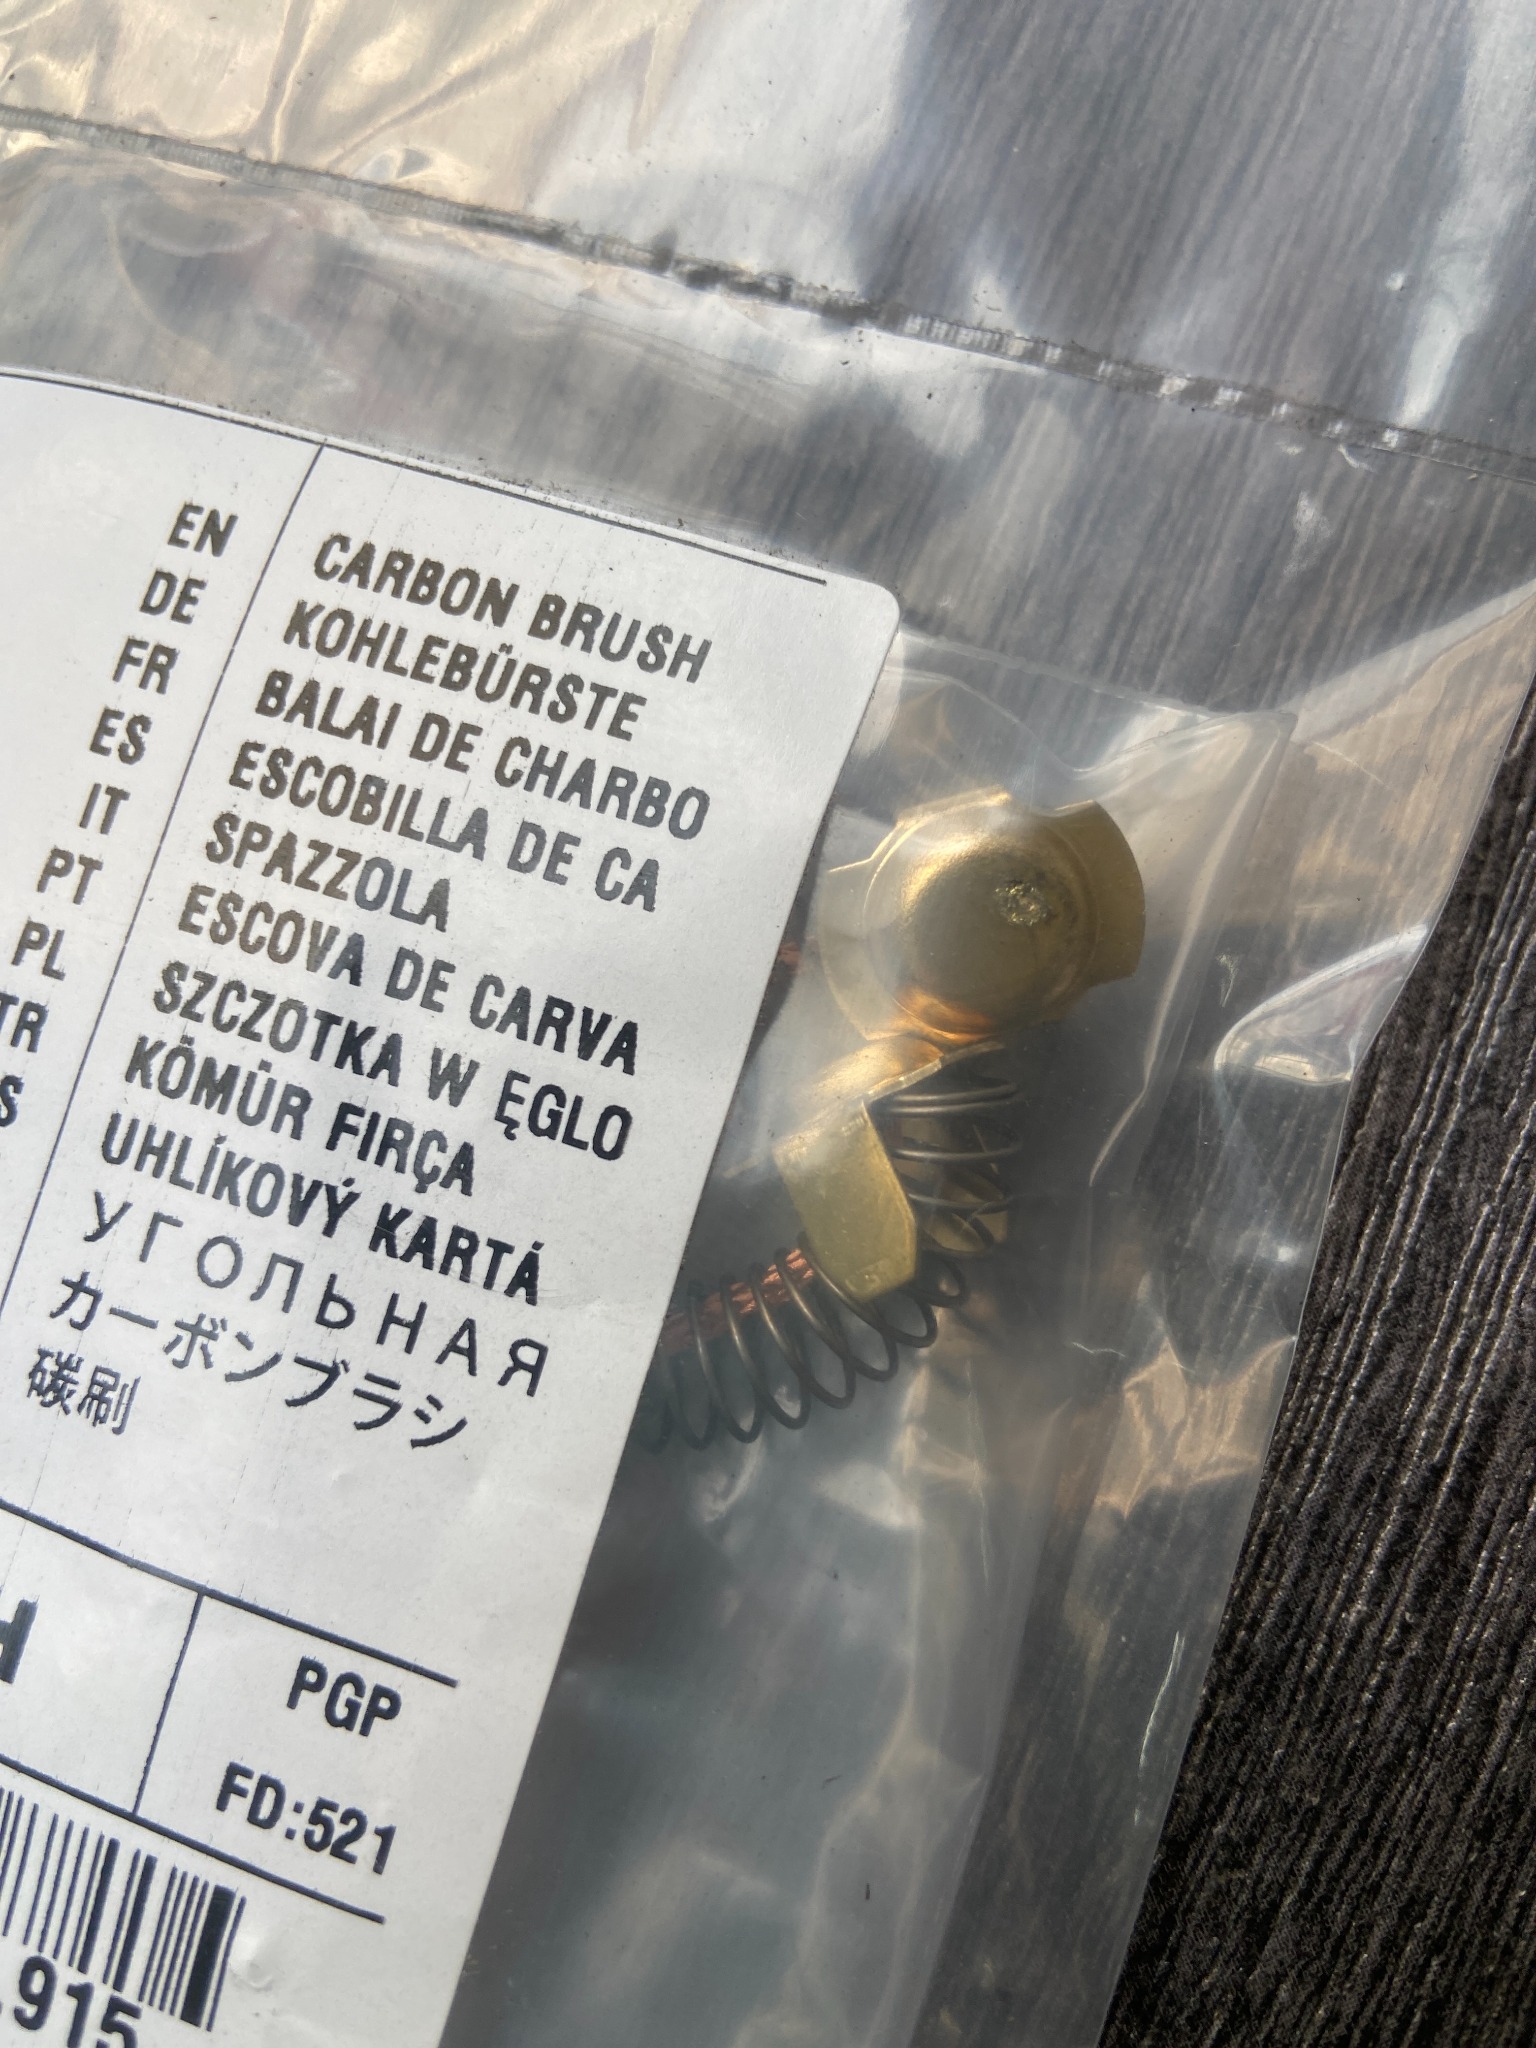 EN CARBON BRUSH
DE KOHLEBÜRSTE
FR BALAI DE CHARBO
ES ESCOBILLA DE CA
IT SPAZZOLA
PT ESCOVA DE CARVA
PL SZCZOTKA W ĘGLO
TR KÖMÜR FIRÇA
S UHLÍKOVÝ KARTÁ
УГОЛЬНАЯ
カーボンブラシ
碳刷
H PGP
FD:521
915